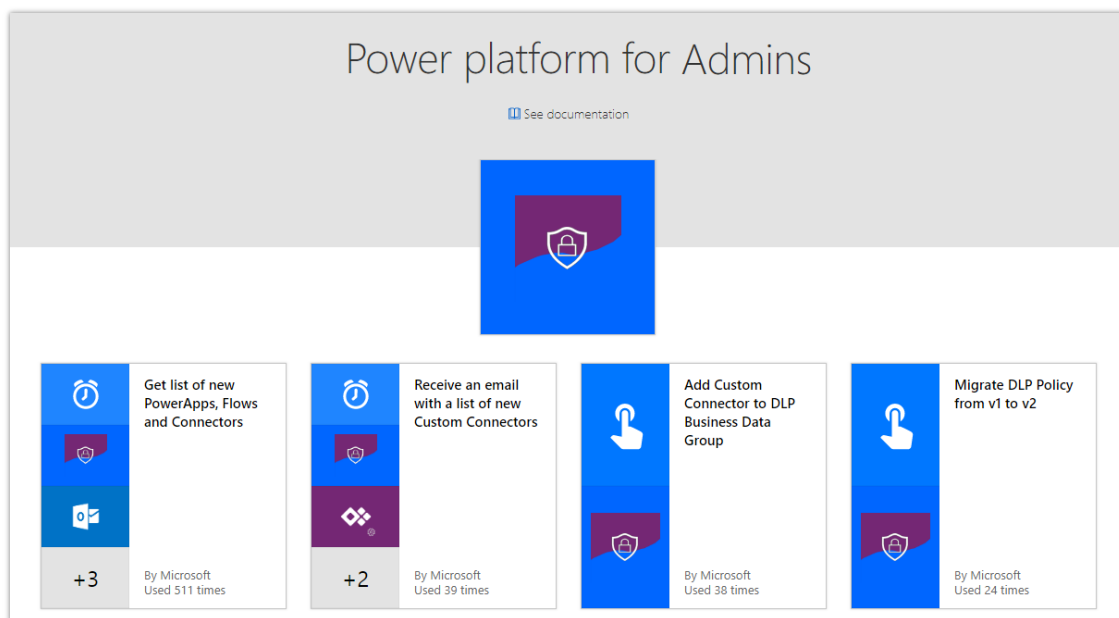 Power platform for Admins
See documentation
Get list of new
PowerApps, Flows
and Connectors
+3
By Microsoft
Used 511 times
Receive an email
with a list of new
Custom Connectors
+2
By Microsoft
Used 39 times
Add Custom
Connector to DLP
Business Data
Group
By Microsoft
Used 38 times
Migrate DLP Policy
from v1 to v2
By Microsoft
Used 24 times